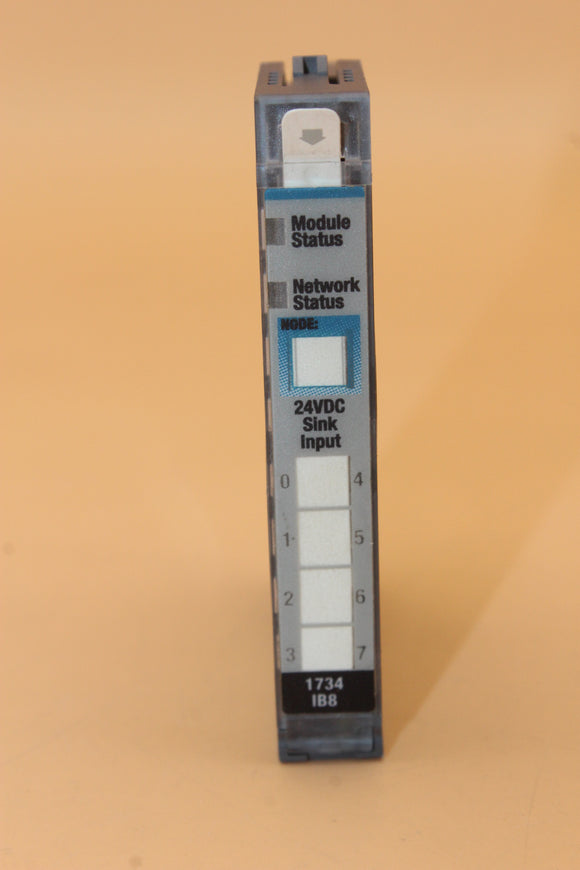 Module
Status
Network
Status
NODE:
24VDC
Sink
Input
0 4
1 5
2 6
3 7
1734
IB8